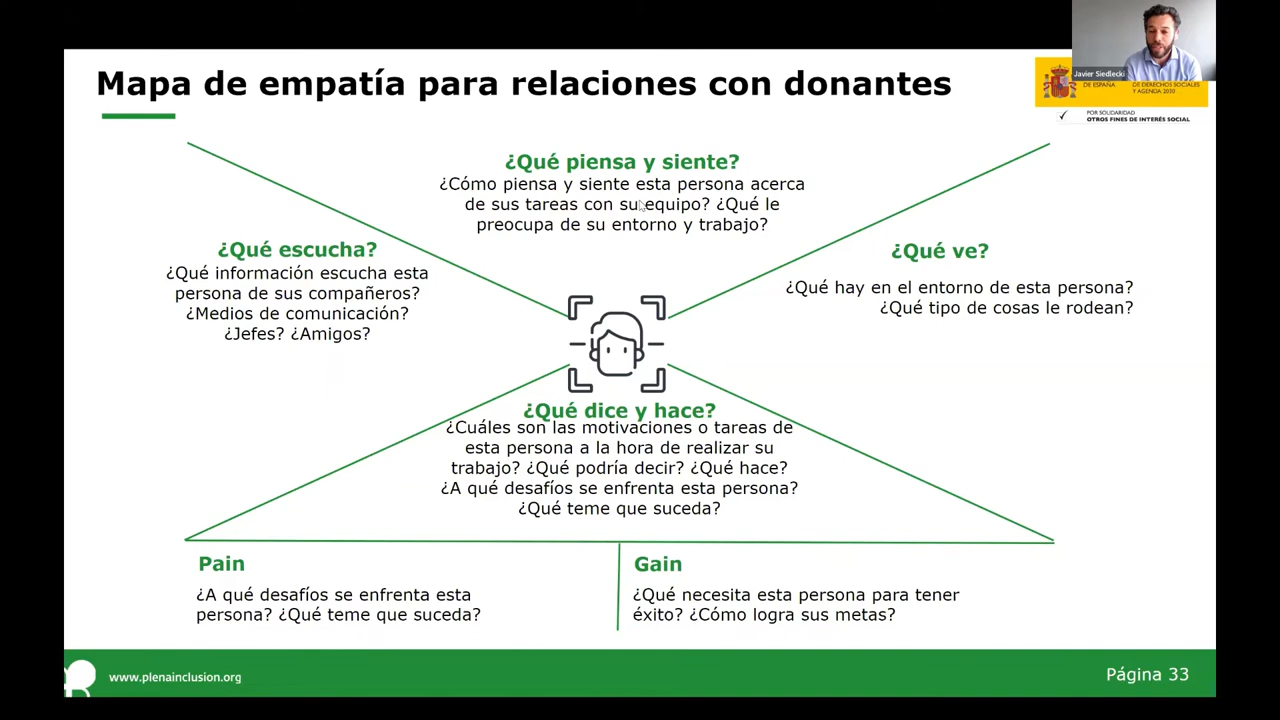 Mapa de empatía para relaciones con donantes
Javier Siedlecki
DE ESPAÑA
DE DERECHOS SOCIALES
Y AGENDA 2030
POR SOLIDARIDAD
OTROS FINES DE INTERÉS SOCIAL
¿Qué piensa y siente?
¿Cómo piensa y siente esta persona acerca
de sus tareas con su equipo? ¿Qué le
preocupa de su entorno y trabajo?
¿Qué escucha?
¿Qué información escucha esta
persona de sus compañeros?
¿Medios de comunicación?
¿Jefes? ¿Amigos?
¿Qué ve?
¿Qué hay en el entorno de esta persona?
¿Qué tipo de cosas le rodean?
¿Qué dice y hace?
¿Cuáles son las motivaciones o tareas de
esta persona a la hora de realizar su
trabajo? ¿Qué podría decir? ¿Qué hace?
¿A qué desafíos se enfrenta esta persona?
¿Qué teme que suceda?
Pain
¿A qué desafíos se enfrenta esta
persona? ¿Qué teme que suceda?
Gain
¿Qué necesita esta persona para tener
éxito? ¿Cómo logra sus metas?
www.plenainclusion.org
Página 33